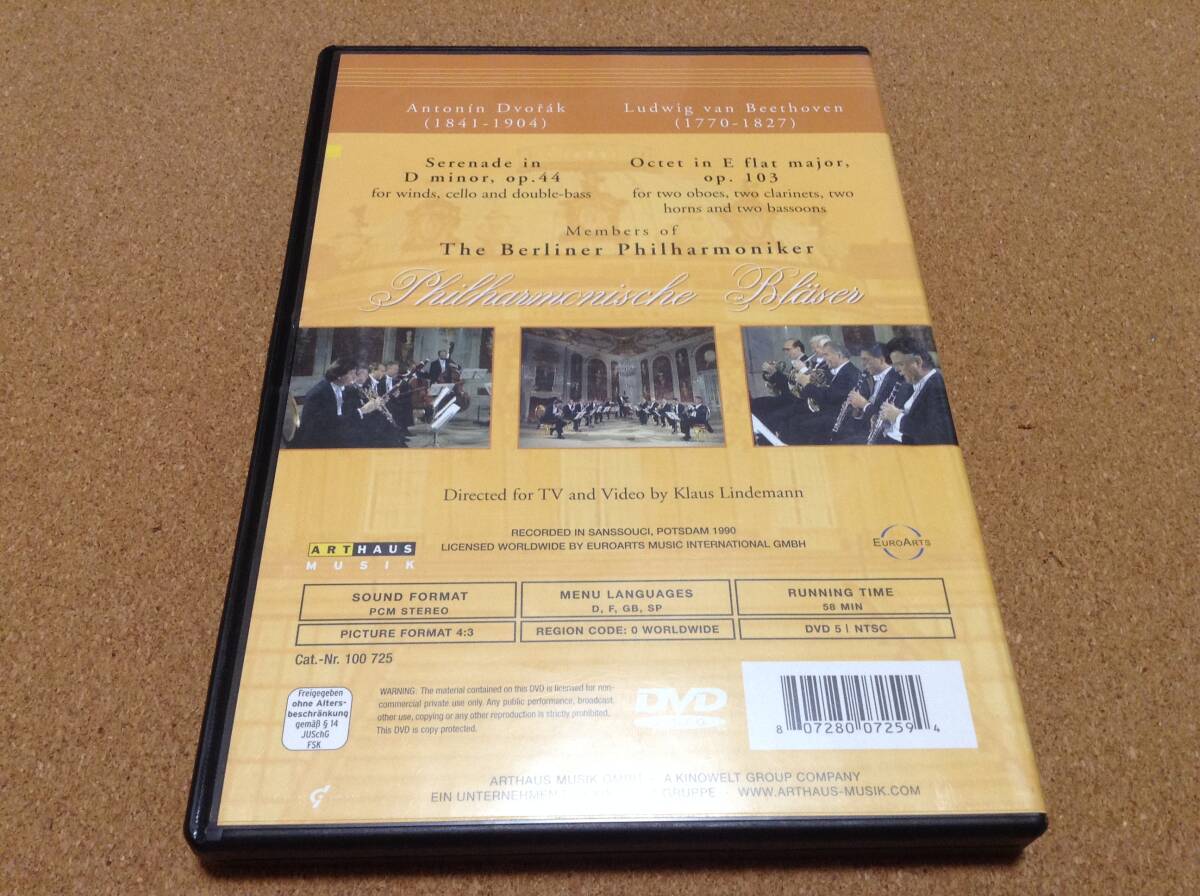 Antonín Dvořák
(1841-1904)
Ludwig van Beethoven
(1770-1827)
Serenade in
D minor, op.44
for winds, cello and double-bass
Octet in E flat major,
op. 103
for two oboes, two clarinets, two
horns and two bassoons
Members of
The Berliner Philharmoniker
Philharmonische Bläser
Directed for TV and Video by Klaus Lindemann
RECORDED IN SANSSOUCI, POTSDAM 1990
LICENSED WORLDWIDE BY EUROARTS MUSIC INTERNATIONAL GMBH
ARTHAUS
MUSIK
EUROARTS
SOUND FORMAT
PCM STEREO
MENU LANGUAGES
D, F, GB, SP
RUNNING TIME
58 MIN
PICTURE FORMAT 4:3
REGION CODE: 0 WORLDWIDE
DVD 5 | NTSC
Cat.-Nr. 100 725
Freigegeben
ohne Alters-
beschränkung
gemäß § 14
JUSchG
FSK
WARNING: The material contained on this DVD is licensed for non-
commercial private use only. Any public performance, broadcast
other use, copying or any other reproduction is strictly prohibited.
This DVD is copy protected.
DVD
8 07280 07259 4
ARTHAUS MUSIK GMBH - A KINOWELT GROUP COMPANY
EIN UNTERNEHMEN GRUPPE - WWW.ARTHAUS-MUSIK.COM